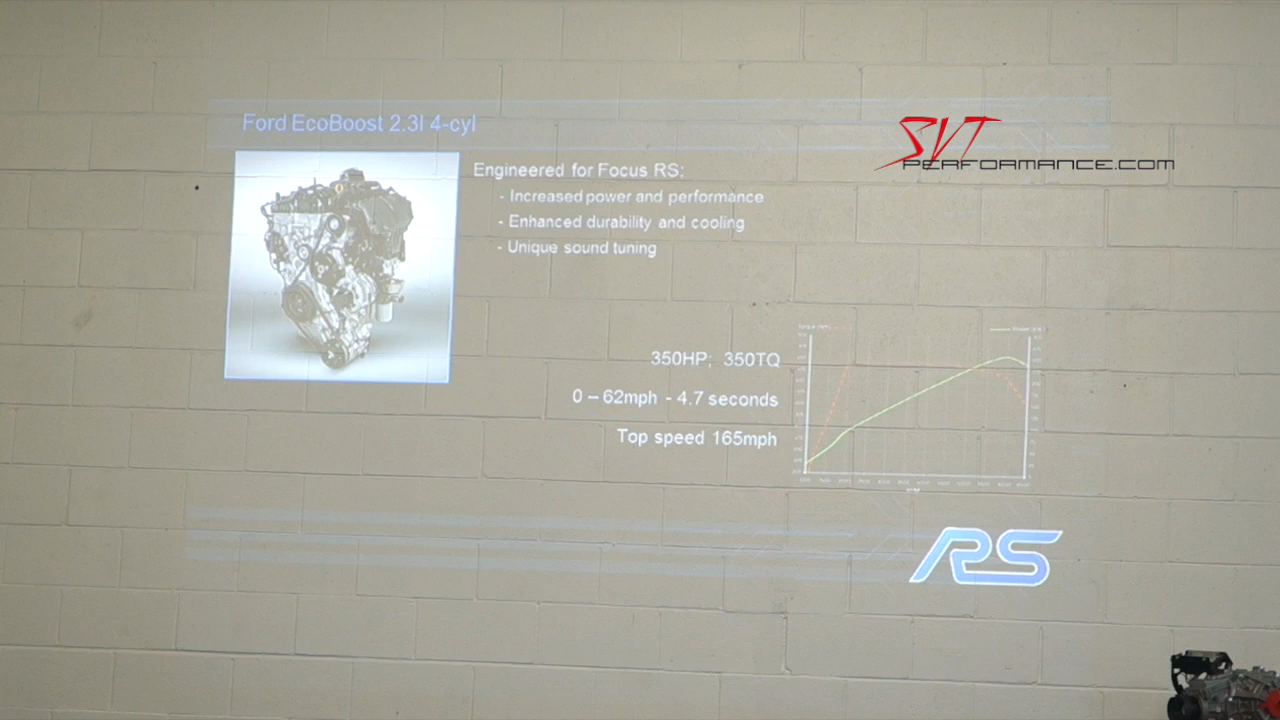 Ford EcoBoost 2.3l 4-cyl
SVT
PERFORMANCE.COM
Engineered for Focus RS:
- Increased power and performance
- Enhanced durability and cooling
- Unique sound tuning
350HP; 350TQ
0 – 62mph - 4.7 seconds
Top speed 165mph
RS